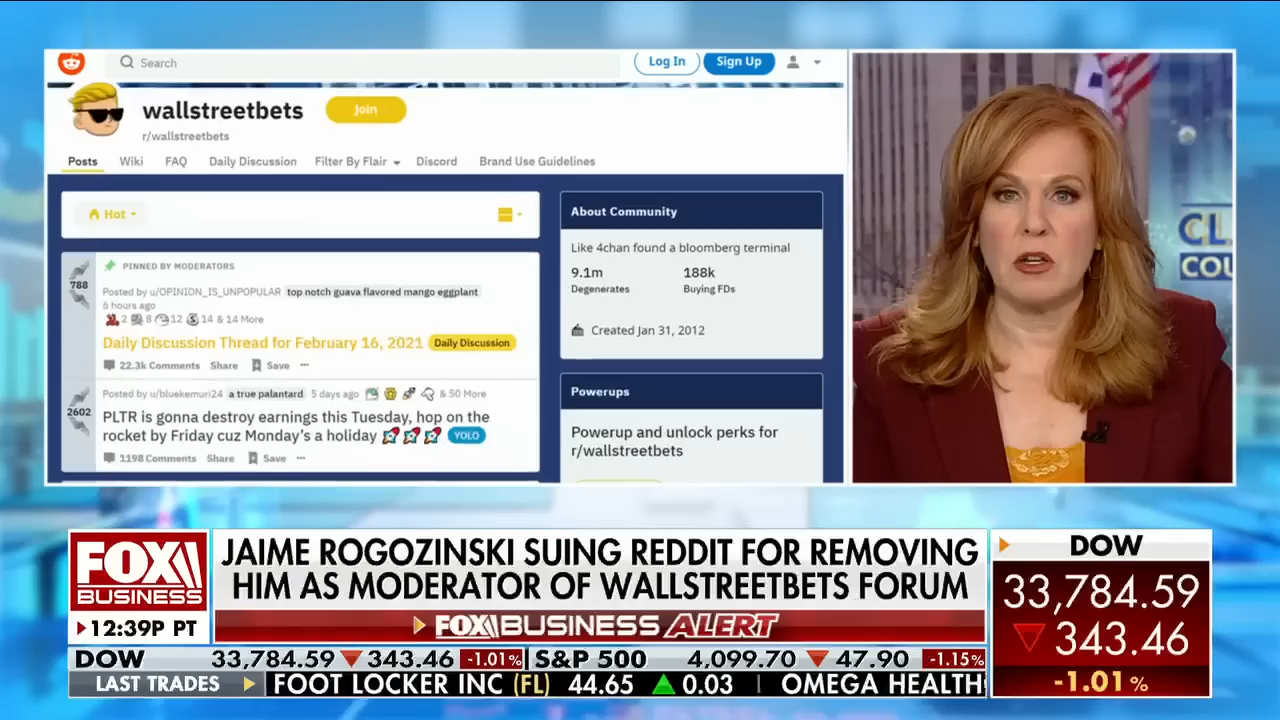 Search
Log In
Sign Up
wallstreetbets
Join
r/wallstreetbets
Posts
Wiki
FAQ
Daily Discussion
Filter By Flair
Discord
Brand Use Guidelines
Hot
788
PINNED BY MODERATORS
Posted by u/OPINION_IS_UNPOPULAR top notch guava flavored mango eggplant
6 hours ago
2 8 12 14 & 14 More
Daily Discussion Thread for February 16, 2021 Daily Discussion
22.3k Comments Share Save ...
2602
Posted by u/bluekemuri24 a true palantard 5 days ago & 50 More
PLTR is gonna destroy earnings this Tuesday, hop on the
rocket by Friday cuz Monday's a holiday 🚀🚀🚀 YOLO
1198 Comments Share Save ...
About Community
Like 4chan found a bloomberg terminal
9.1m 188k
Degenerates Buying FDs
Created Jan 31, 2012
Powerups
Powerup and unlock perks for
r/wallstreetbets
CL
COU
FOX
BUSINESS
12:39P PT
JAIME ROGOZINSKI SUING REDDIT FOR REMOVING
HIM AS MODERATOR OF WALLSTREETBETS FORUM
FOX BUSINESS ALERT
DOW
33,784.59
343.46
-1.01%
DOW 33,784.59 ▼ 343.46 -1.01% S&P 500 4,099.70 ▼ 47.90 -1.15%
LAST TRADES FOOT LOCKER INC (FL) 44.65 ▲ 0.03 OMEGA HEALTH